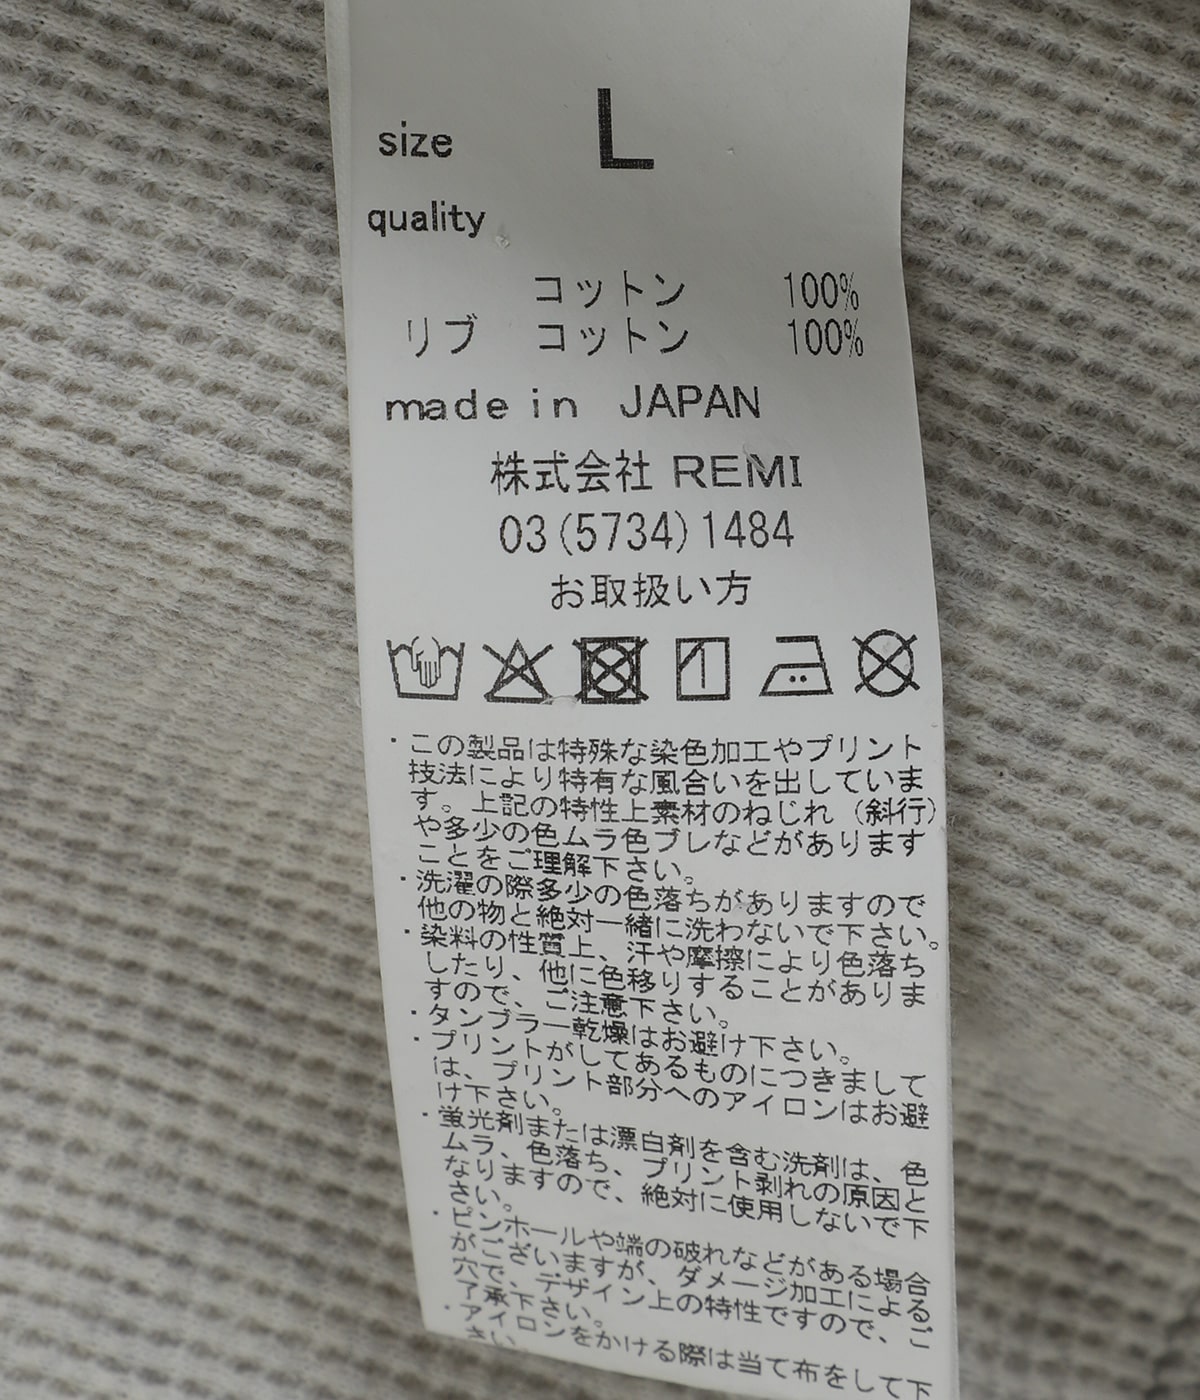 size L
quality
コットン 100%
リブ コットン 100%
made in JAPAN
株式会社 REMI
03(5734)1484
お取扱い方
・この製品は特殊な染色加工やプリント
技法により特有な風合いを出していま
す。上記の特性上素材のねじれ（斜行）
や多少の色ムラ色ブレなどがあります
ことをご理解下さい。
・洗濯の際多少の色落ちがありますので
他の物と絶対一緒に洗わないで下さい。
・染料の性質上、汗や摩擦により色落ち
したり、他に色移りすることがありま
すので、ご注意下さい。
・タンブラー乾燥はお避け下さい。
・プリントがしてあるものにつきまして
は、プリント部分へのアイロンはお避
け下さい。
・蛍光剤または漂白剤を含む洗剤は、色
ムラ、色落ち、プリント剥れの原因と
なりますので、絶対に使用しないで下
さい。
・ピンホールや端の破れなどがある場合
がございますが、ダメージ加工によるご
穴で、デザイン上の特性ですので、ご
了承下さい。
・アイロンをかける際は当て布をして下
さい。